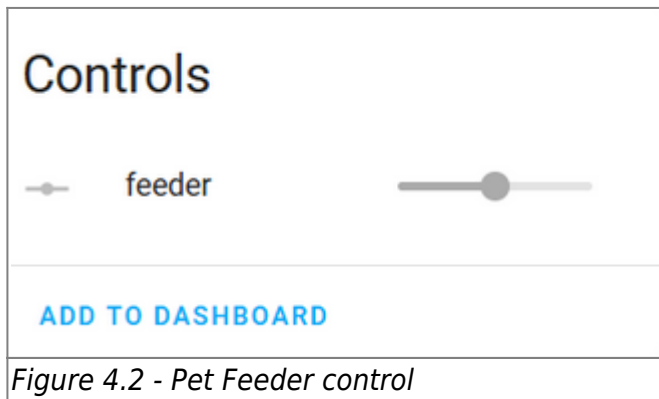 Controls
feeder
ADD TO DASHBOARD
Figure 4.2 - Pet Feeder control